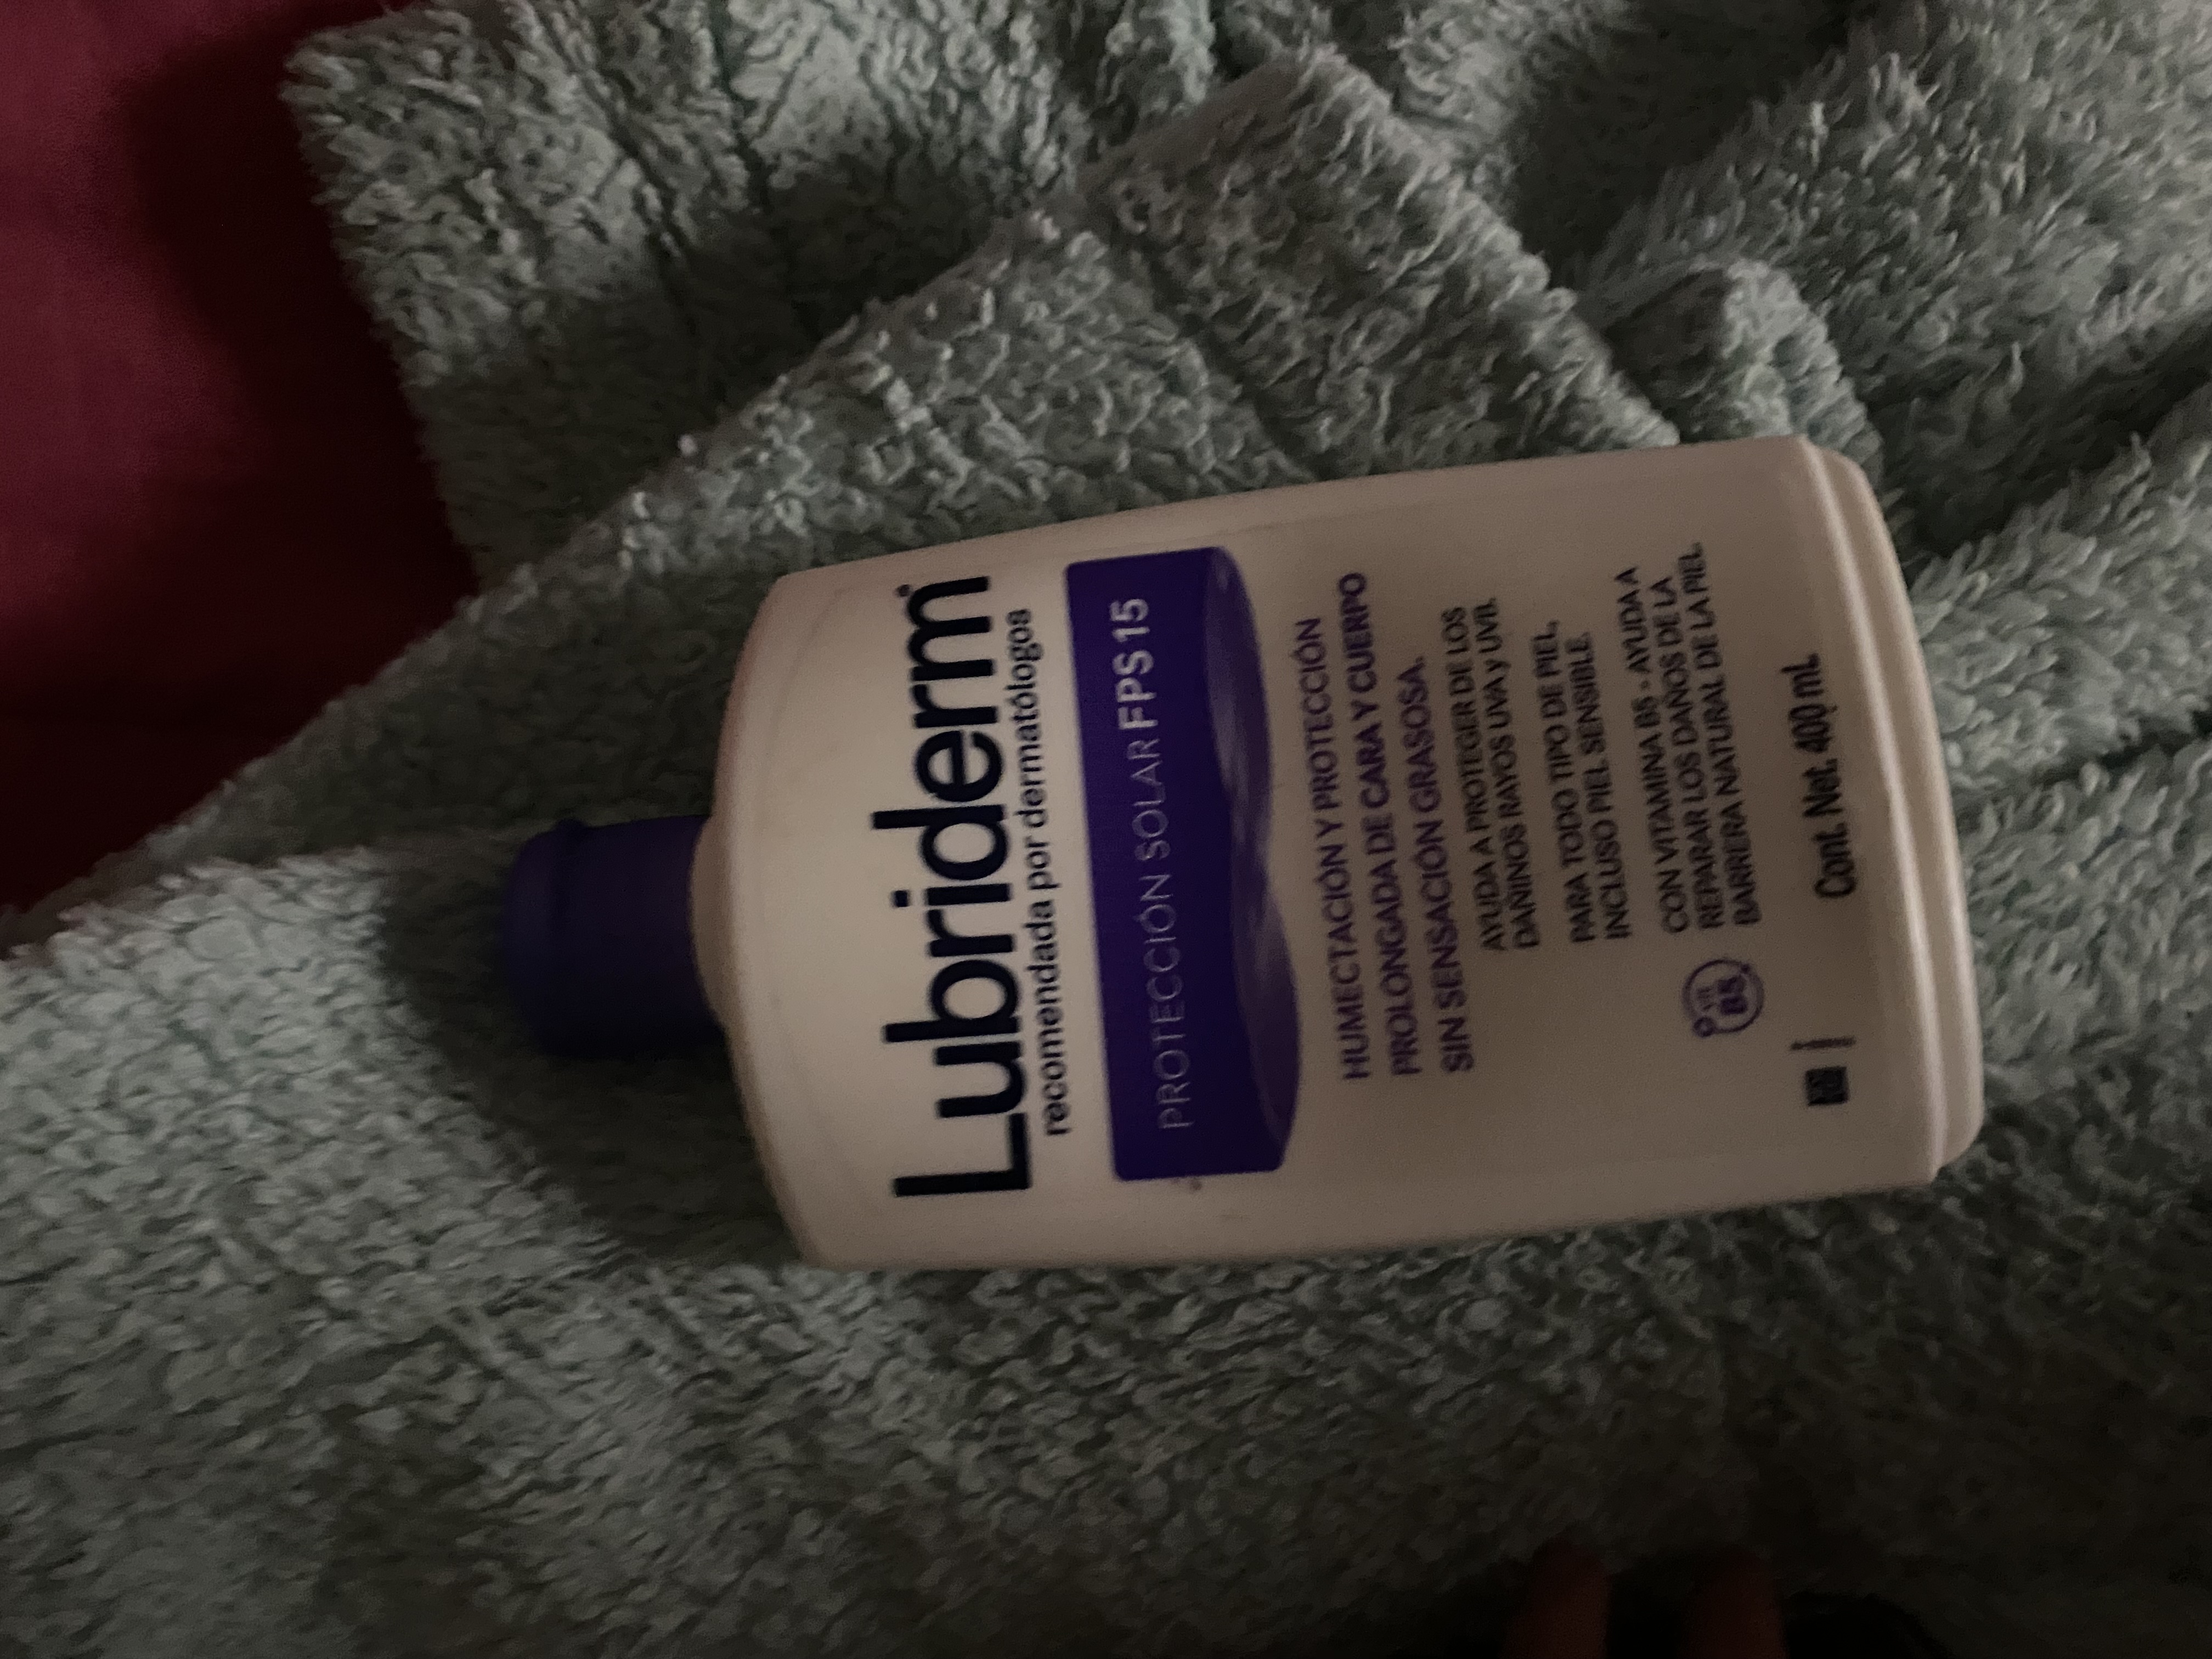 Lubriderm
recomendada por dermatólogos
PROTECCIÓN SOLAR FPS 15
HUMECTACIÓN Y PROTECCIÓN
PROLONGADA DE CARA Y CUERPO
SIN SENSACIÓN GRASOSA.
AYUDA A PROTEGER DE LOS
DAÑINOS RAYOS UVA y UVB.
PARA TODO TIPO DE PIEL,
INCLUSO PIEL SENSIBLE.
CON VITAMINA B5 - AYUDA A
REPARAR LOS DAÑOS DE LA
BARRERA NATURAL DE LA PIEL.
vit
B5
Cont. Net. 400 mL